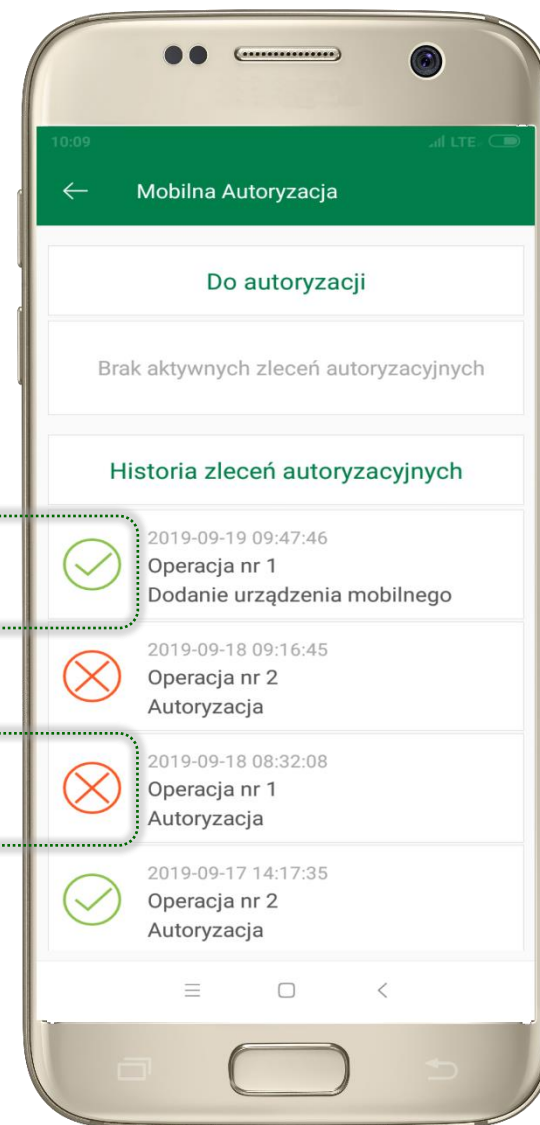 10:09
LTE
Mobilna Autoryzacja
Do autoryzacji
Brak aktywnych zleceń autoryzacyjnych
Historia zleceń autoryzacyjnych
2019-09-19 09:47:46
Operacja nr 1
Dodanie urządzenia mobilnego
2019-09-18 09:16:45
Operacja nr 2
Autoryzacja
2019-09-18 08:32:08
Operacja nr 1
Autoryzacja
2019-09-17 14:17:35
Operacja nr 2
Autoryzacja